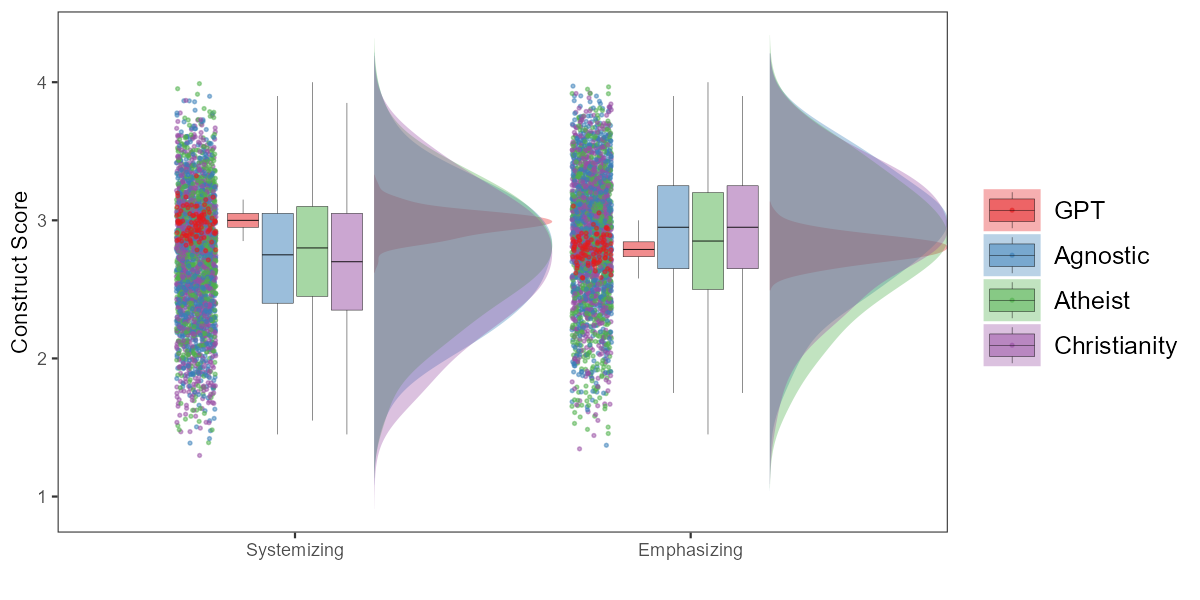 Construct Score
4
3
2
1
Systemizing
Emphasizing
GPT
Agnostic
Atheist
Christianity